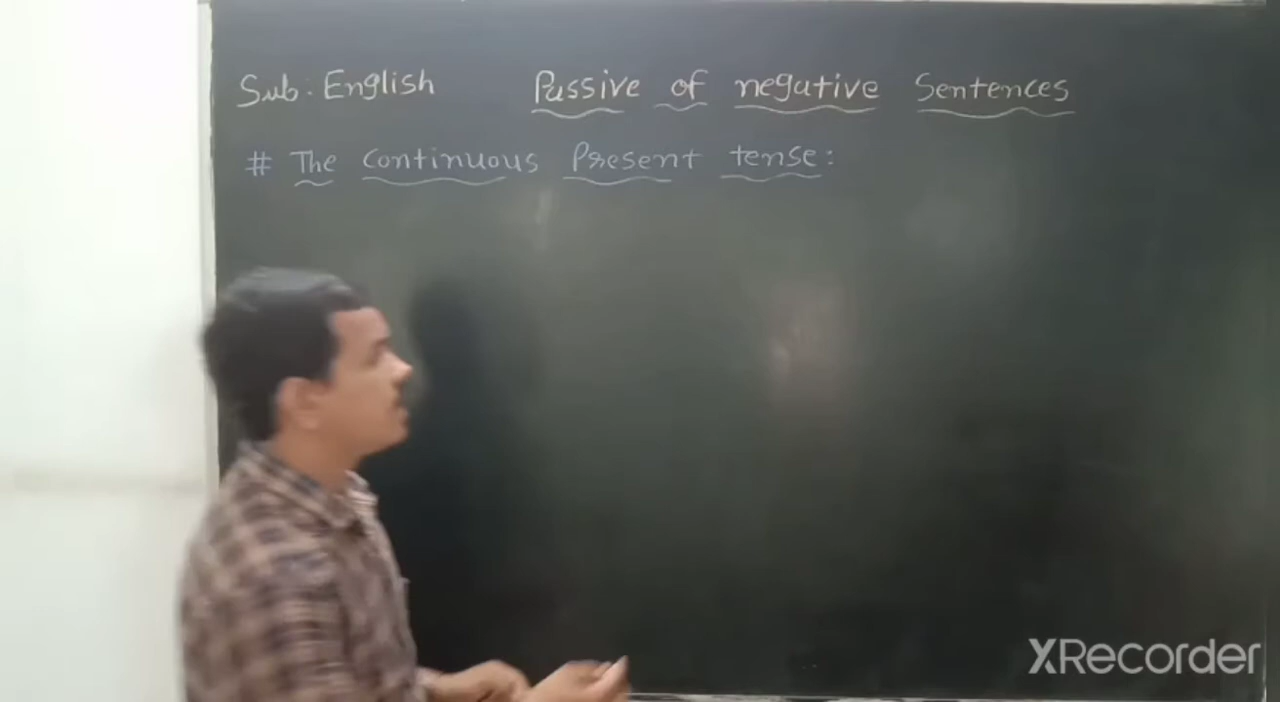 Sub: English Passive of negative Sentences
# The Continuous Present tense:
XRecorder